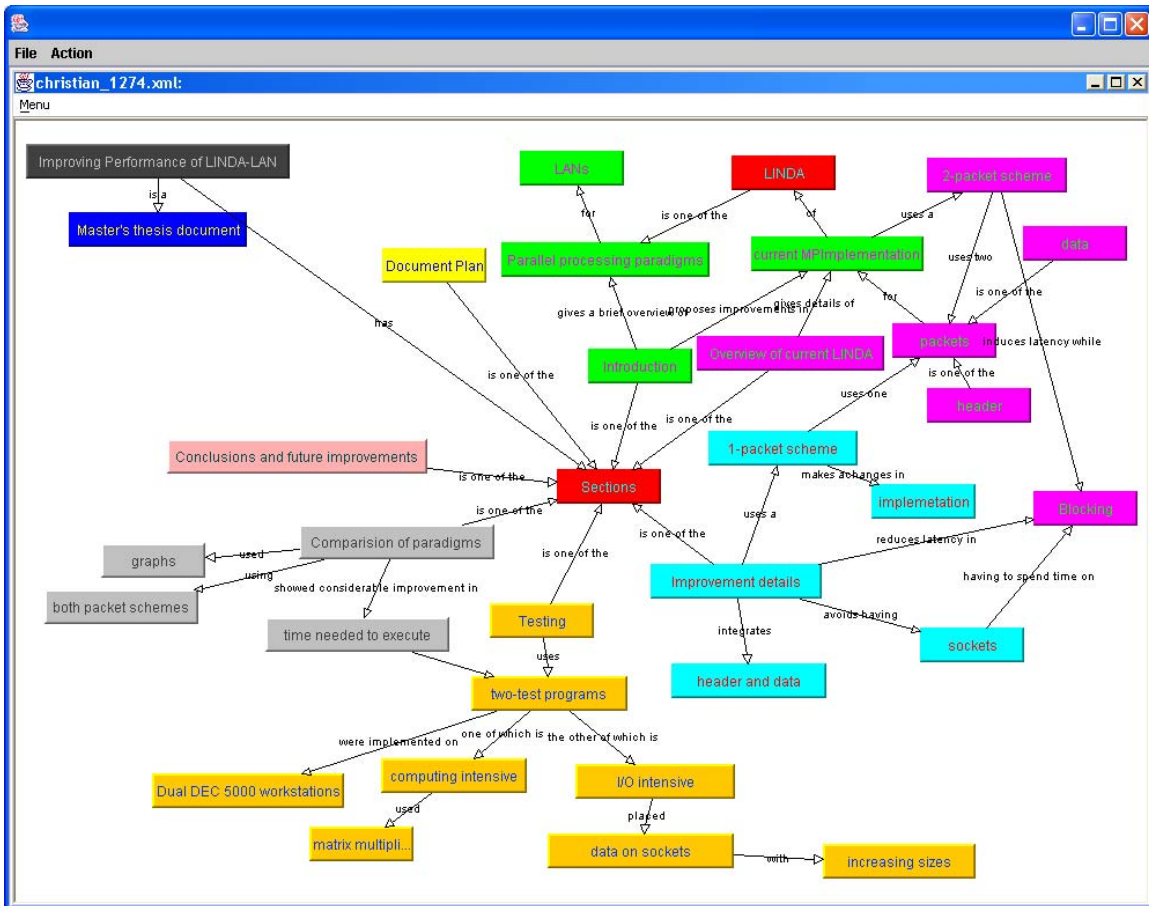 File Action
christian_1274.xml:
Menu
Improving Performance of LINDA-LAN
is a
Master's thesis document
has
Document Plan
is one of the
LANs
for
Parallel processing paradigms
LINDA
is one of the
of
current MPImplementation
uses a
2-packet scheme
uses two
data
is one of the
for
packets
induces latency while
is one of the
header
gives a brief overview of
proposes improvements in
gives details of
Introduction
Overview of current LINDA
is one of the
is one of the
uses one
1-packet scheme
makes achanges in
implemetation
Blocking
Conclusions and future improvements
is one of the
Sections
is one of the
Comparision of paradigms
used
graphs
using
both packet schemes
showed considerable improvement in
time needed to execute
is one of the
Testing
uses
is one of the
uses a
Improvement details
reduces latency in
having to spend time on
avoids having
sockets
integrates
header and data
two-test programs
were implemented on
one of which is
the other of which is
Dual DEC 5000 workstations
computing intensive
used
matrix multipli...
I/O intensive
placed
data on sockets
with
increasing sizes